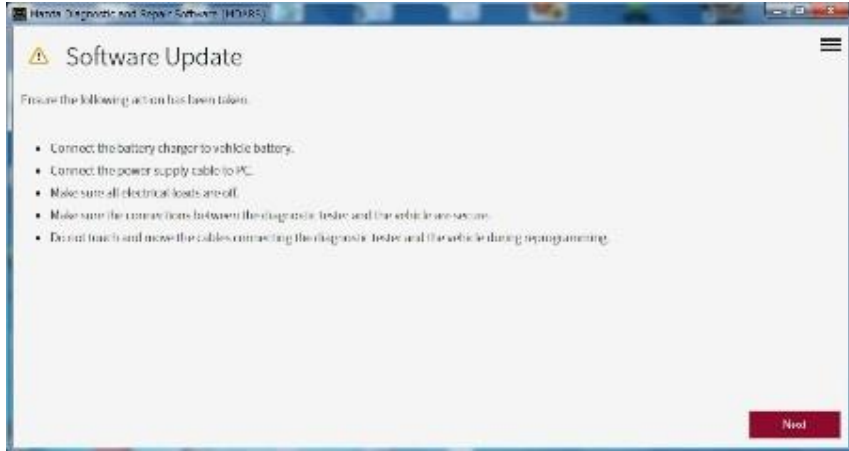 Mazda Diagnostic and Repair Software (MDARS)
Software Update
Ensure the following action has been taken.
• Connect the battery charger to vehicle battery.
• Connect the power supply cable to PC.
• Make sure all electrical loads are off.
• Make sure the connections between the diagnostic tester and the vehicle are secure.
• Do not touch and move the cables connecting the diagnostic tester and the vehicle during reprogramming.
Next